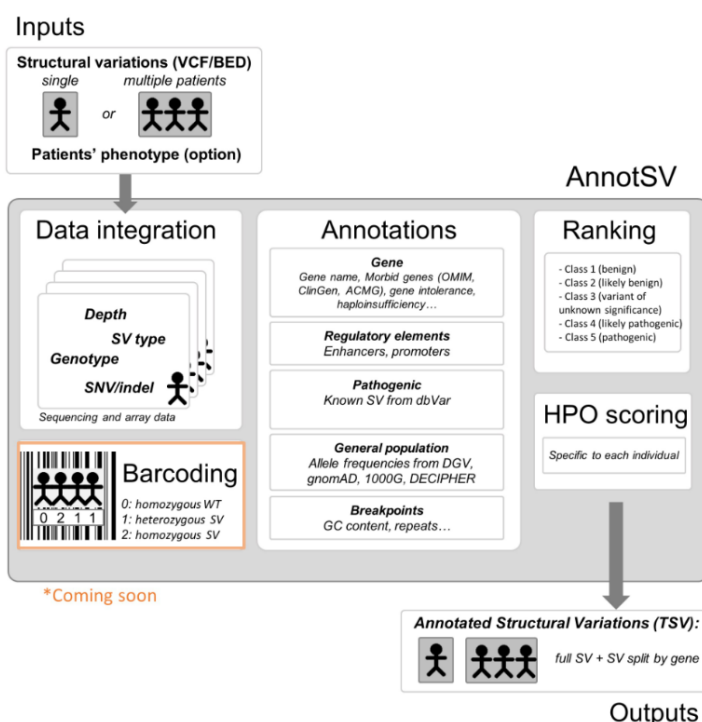 Inputs
Structural variations (VCF/BED)
single
multiple patients
or
Patients' phenotype (option)
AnnotSV
Data integration
Depth
SV type
Genotype
SNV/indel
Sequencing and array data
Barcoding
0 2 1 1
0: homozygous WT
1: heterozygous SV
2: homozygous SV
*Coming soon
Annotations
Gene
Gene name, Morbid genes (OMIM,
ClinGen, ACMG), gene intolerance,
haploinsufficiency...
Regulatory elements
Enhancers, promoters
Pathogenic
Known SV from dbVar
General population
Allele frequencies from DGV,
gnomAD, 1000G, DECIPHER
Breakpoints
GC content, repeats...
Ranking
- Class 1 (benign)
- Class 2 (likely benign)
- Class 3 (variant of
unknown significance)
- Class 4 (likely pathogenic)
- Class 5 (pathogenic)
HPO scoring
Specific to each individual
Annotated Structural Variations (TSV):
full SV + SV split by gene
Outputs